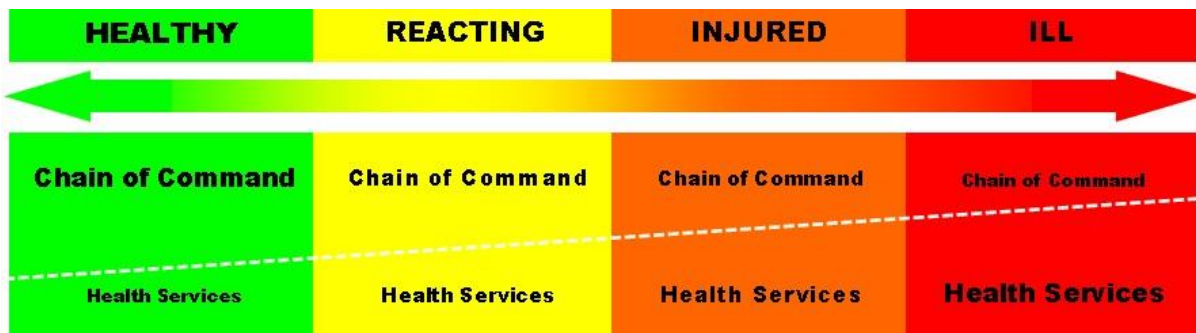 HEALTHY REACTING INJURED ILL
Chain of Command Chain of Command Chain of Command Chain of Command
Health Services Health Services Health Services Health Services